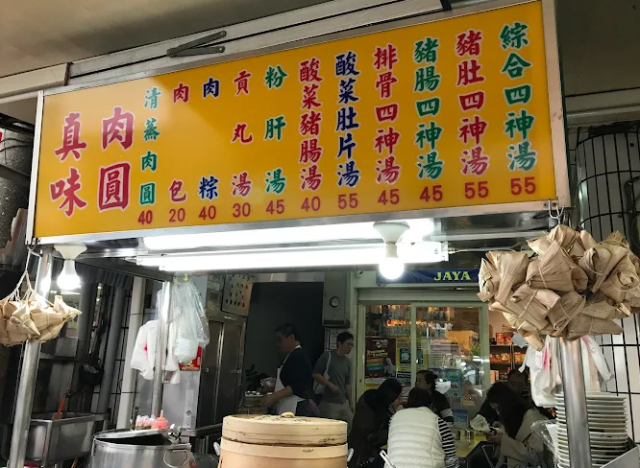 真味 肉圓
清蒸肉圓 40
肉包 20
肉粽 40
貢丸湯 30
粉肝湯 45
酸菜豬腸湯 40
酸菜肚片湯 55
排骨四神湯 45
豬腸四神湯 45
豬肚四神湯 55
綜合四神湯 55
JAYA